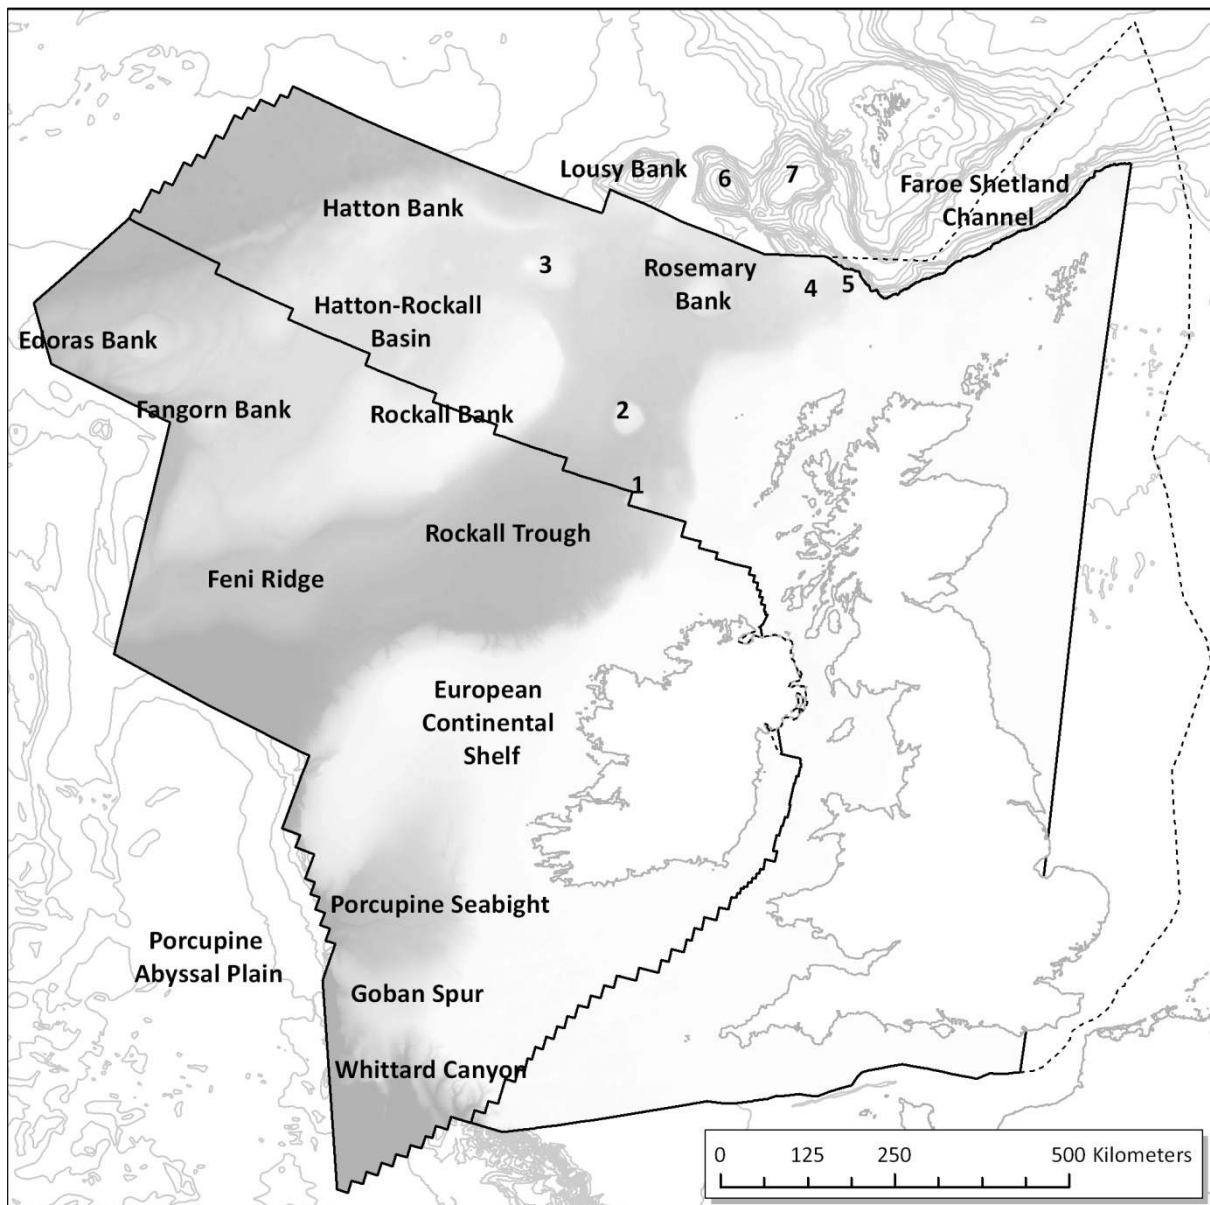 Lousy Bank
6
7
Faroe Shetland
Channel
Hatton Bank
3
Rosemary
Bank
4
5
Hatton-Rockall
Basin
Edoras Bank
Fangorn Bank
Rockall Bank
2
1
Rockall Trough
Feni Ridge
European
Continental
Shelf
Porcupine Seabight
Porcupine
Abyssal Plain
Goban Spur
Whittard Canyon
0 125 250 500 Kilometers